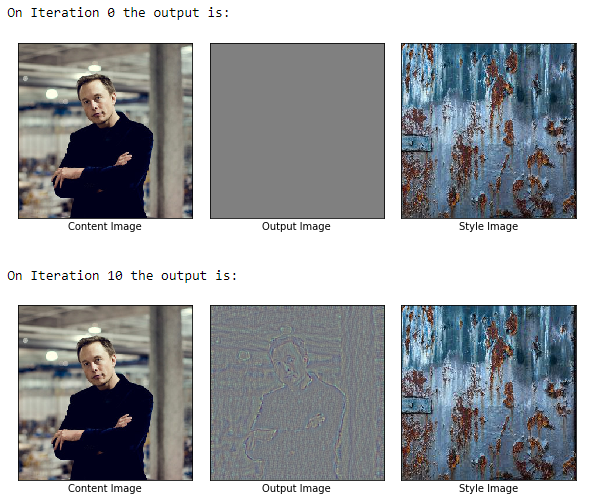 On Iteration 0 the output is:
Content Image
Output Image
Style Image
On Iteration 10 the output is:
Content Image
Output Image
Style Image